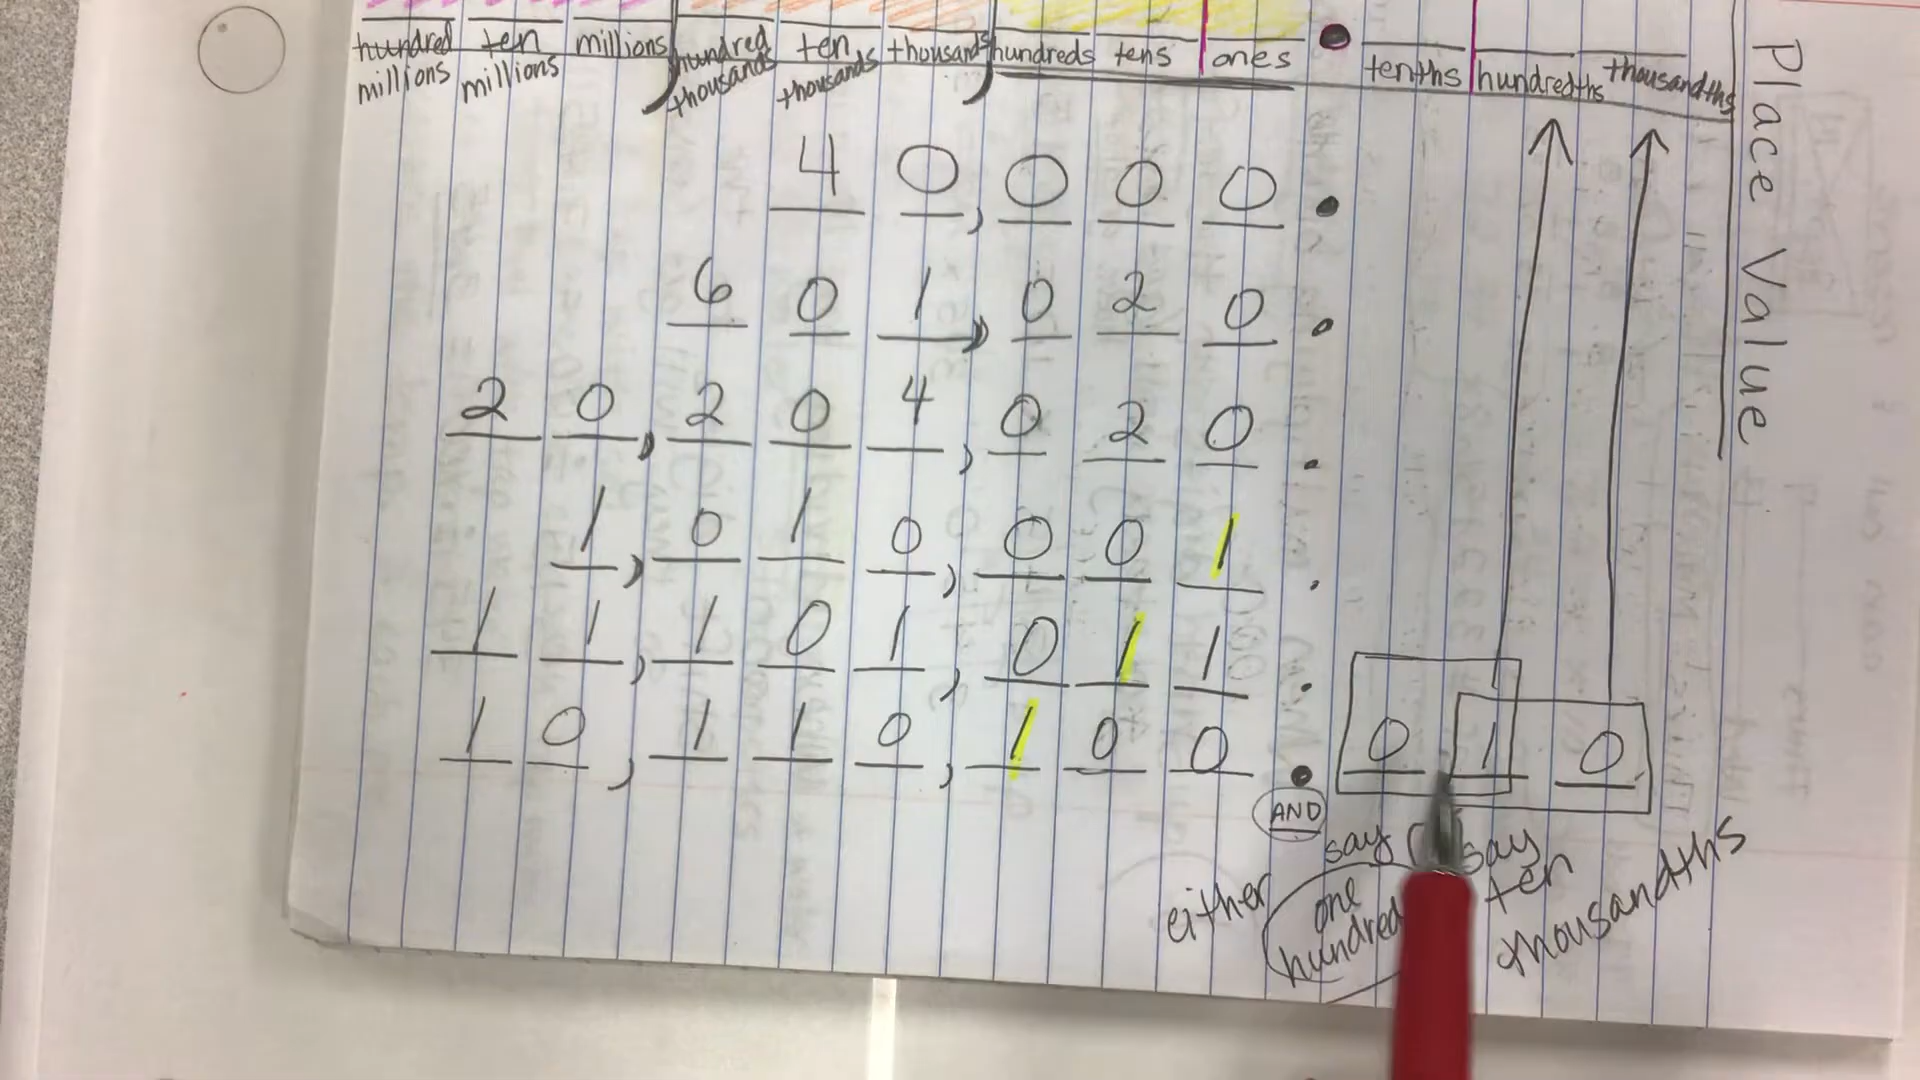 Place Value
hundred millions ten millions millions , hundred thousands ten thousands thousands , hundreds tens ones . tenths hundredths thousandths
4 0 , 0 0 0 .
6 0 1 , 0 2 0 .
2 0 , 2 0 4 , 0 2 0 .
1 , 0 1 0 , 0 0 1 .
1 1 , 1 0 1 , 0 1 1 .
1 0 , 1 1 0 , 1 0 0 . 0 1 0
AND
either say one
say ten thousandths